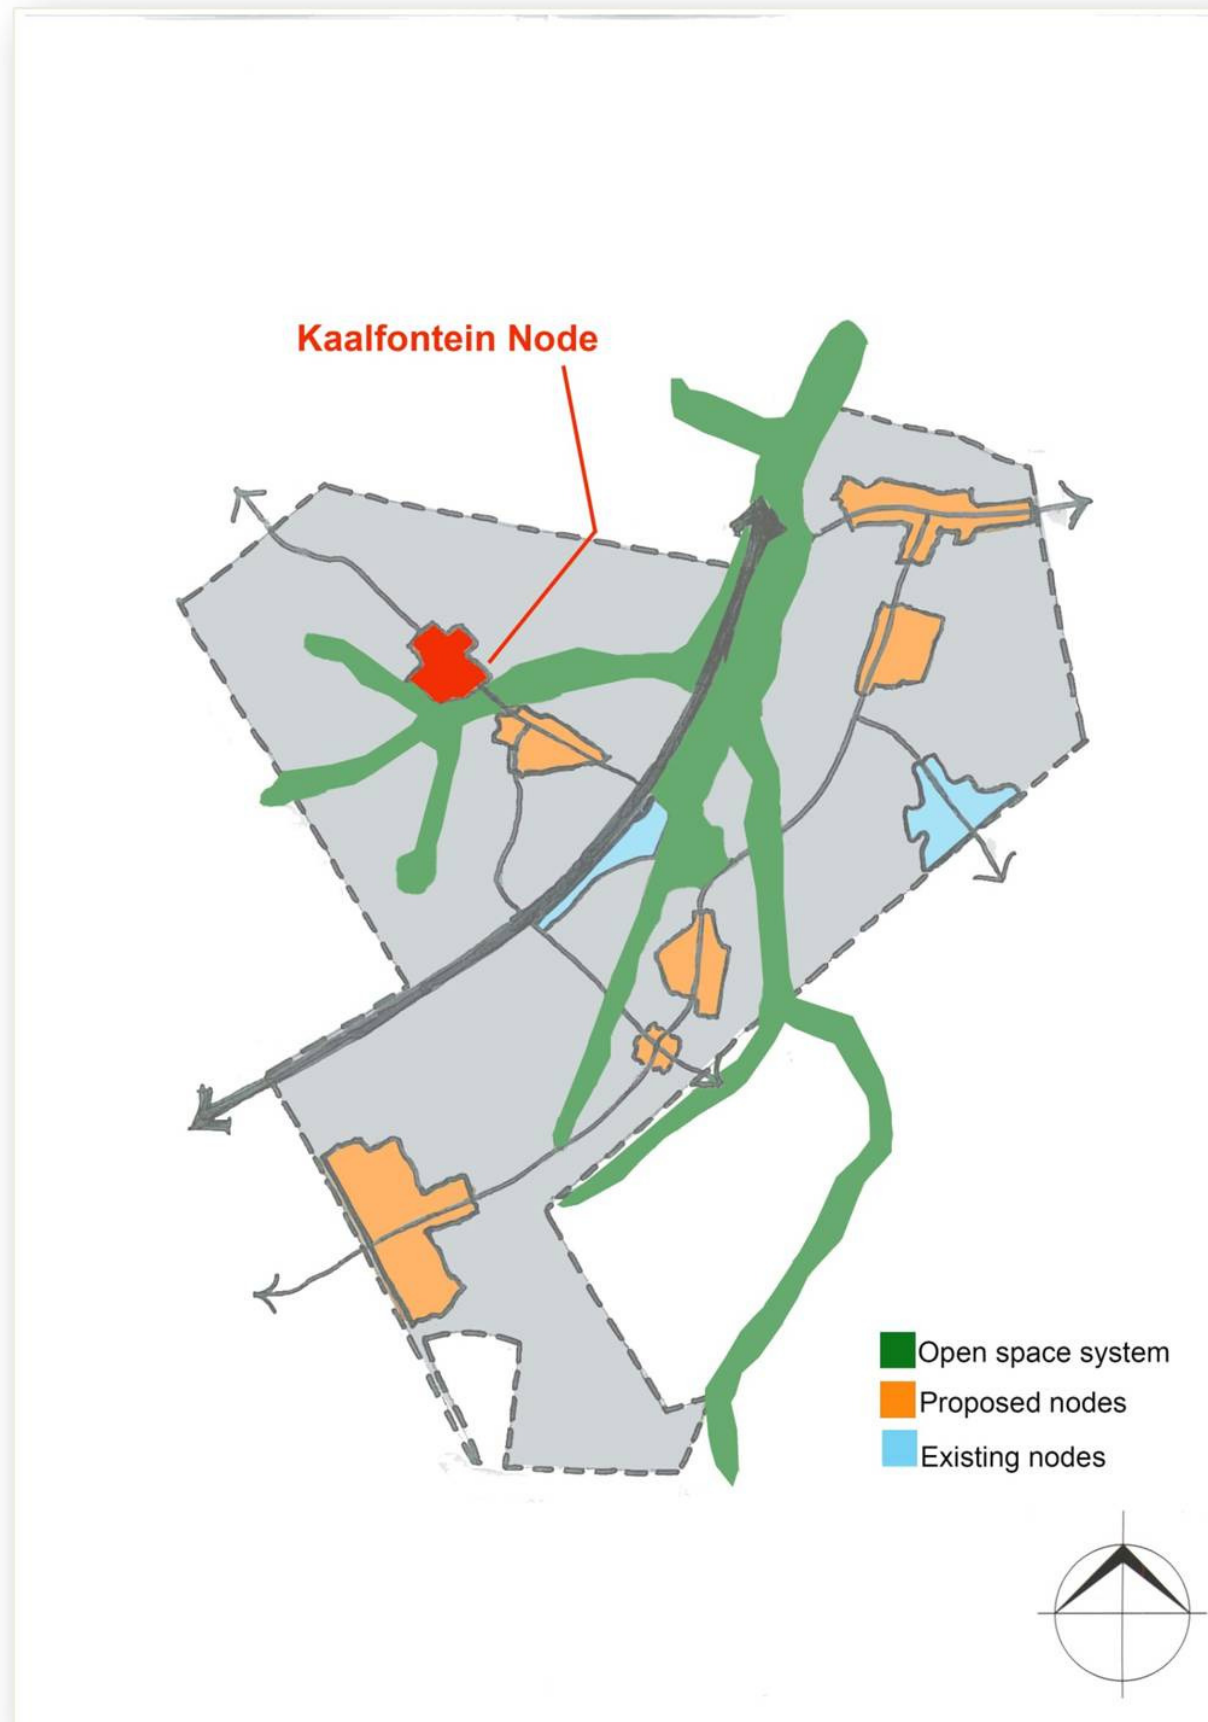 Kaalfontein Node
Open space system
Proposed nodes
Existing nodes